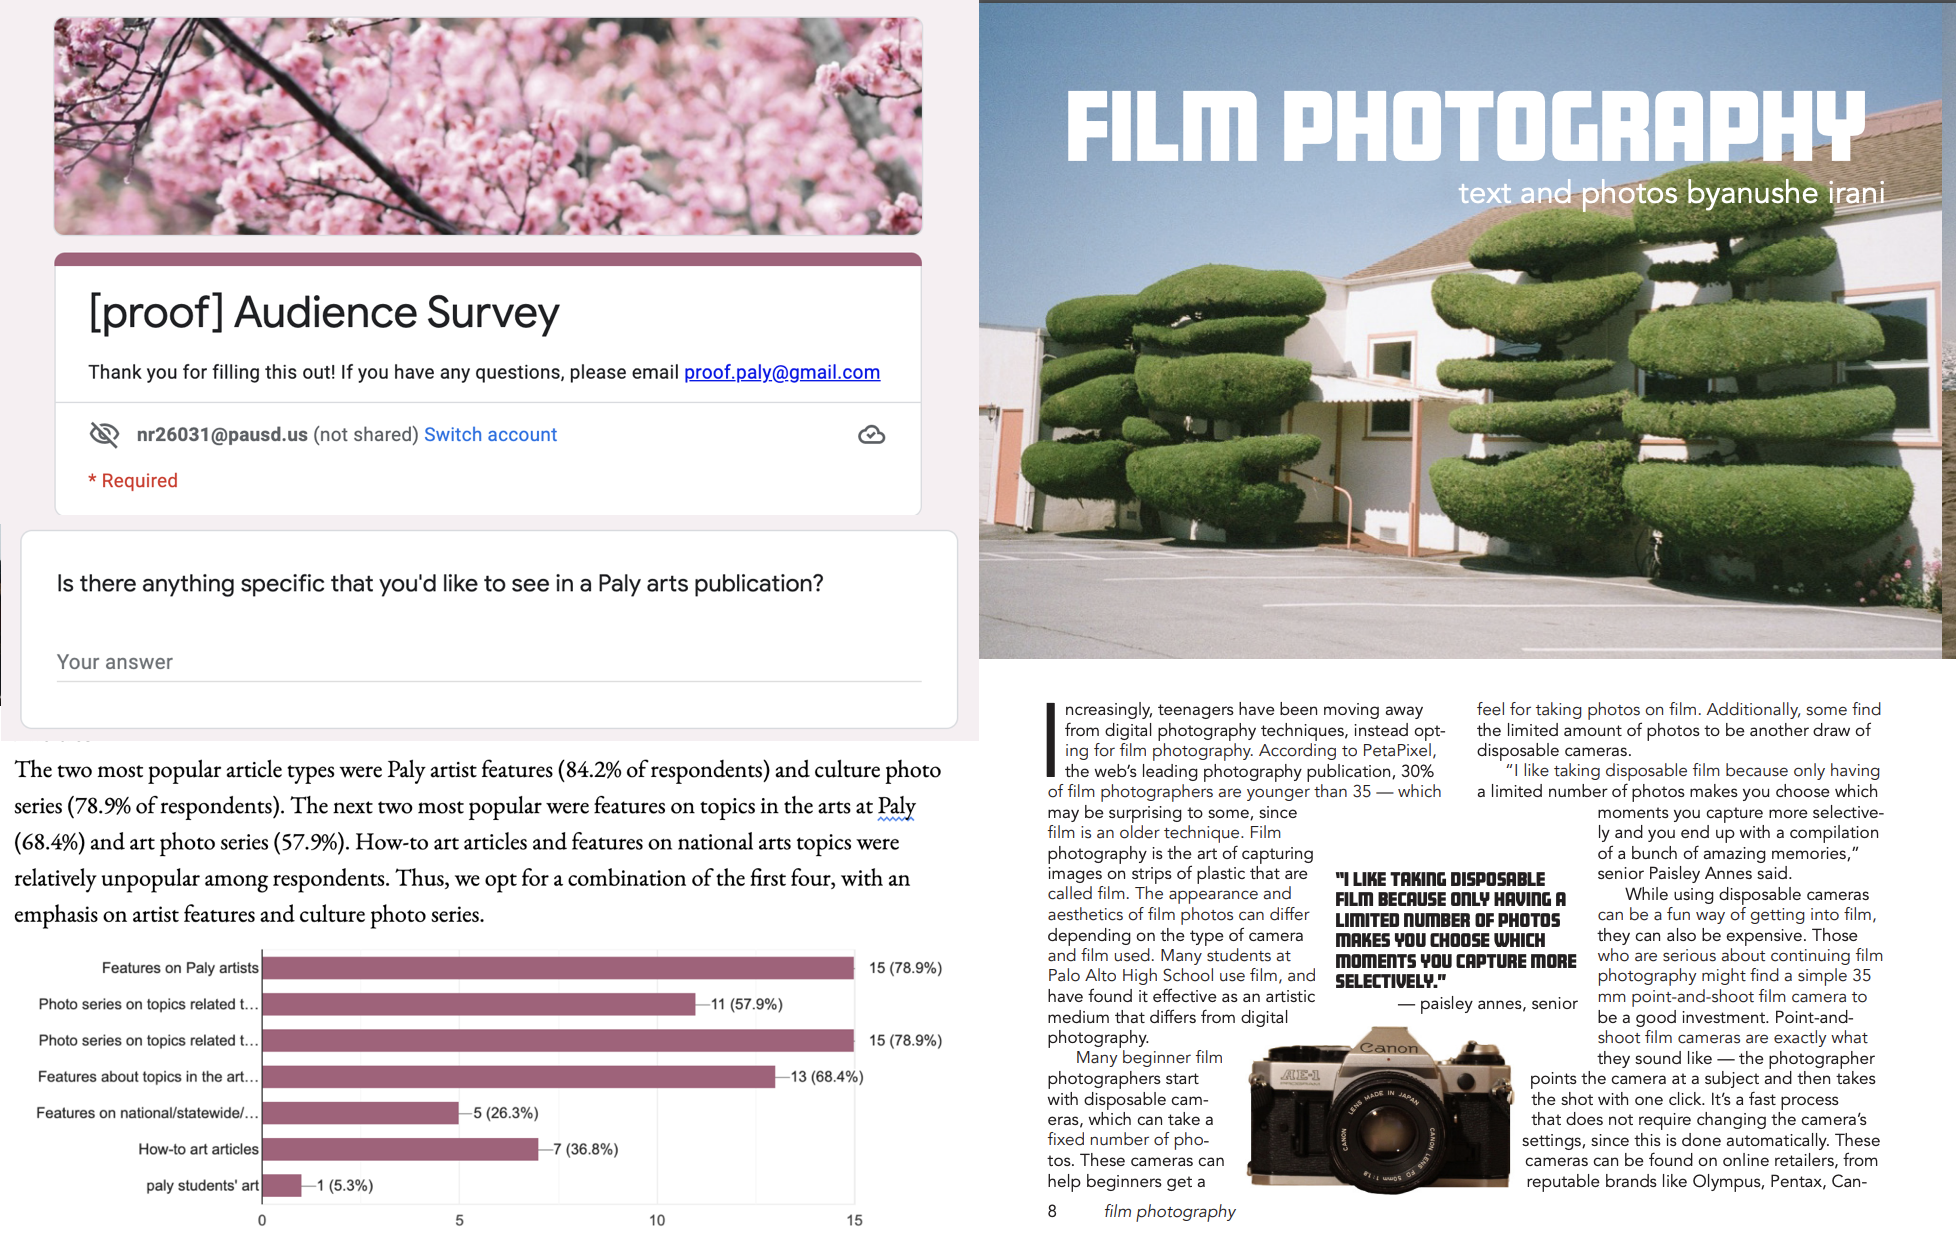 [proof] Audience Survey
Thank you for filling this out! If you have any questions, please email proof.paly@gmail.com
nr26031@pausd.us (not shared) Switch account
* Required
Is there anything specific that you'd like to see in a Paly arts publication?
Your answer
The two most popular article types were Paly artist features (84.2% of respondents) and culture photo
series (78.9% of respondents). The next two most popular were features on topics in the arts at Paly
(68.4%) and art photo series (57.9%). How-to art articles and features on national arts topics were
relatively unpopular among respondents. Thus, we opt for a combination of the first four, with an
emphasis on artist features and culture photo series.
Features on Paly artists 15 (78.9%)
Photo series on topics related t... 11 (57.9%)
Photo series on topics related t... 15 (78.9%)
Features about topics in the art... 13 (68.4%)
Features on national/statewide/... 5 (26.3%)
How-to art articles 7 (36.8%)
paly students' art 1 (5.3%)
0 5 10 15
FILM PHOTOGRAPHY
text and photos byanushe irani
Increasingly, teenagers have been moving away
from digital photography techniques, instead opt-
ing for film photography. According to PetaPixel,
the web's leading photography publication, 30%
of film photographers are younger than 35 — which
may be surprising to some, since
film is an older technique. Film
photography is the art of capturing
images on strips of plastic that are
called film. The appearance and
aesthetics of film photos can differ
depending on the type of camera
and film used. Many students at
Palo Alto High School use film, and
have found it effective as an artistic
medium that differs from digital
photography.
Many beginner film
photographers start
with disposable cam-
eras, which can take a
fixed number of pho-
tos. These cameras can
help beginners get a
"I LIKE TAKING DISPOSABLE
FILM BECAUSE ONLY HAVING A
LIMITED NUMBER OF PHOTOS
MAKES YOU CHOOSE WHICH
MOMENTS YOU CAPTURE MORE
SELECTIVELY."
— paisley annes, senior
Canon
AE-1
PROGRAM
LENS MADE IN JAPAN
CANON
CANON LENS FD 50mm 1:1.8
feel for taking photos on film. Additionally, some find
the limited amount of photos to be another draw of
disposable cameras.
"I like taking disposable film because only having
a limited number of photos makes you choose which
moments you capture more selective-
ly and you end up with a compilation
of a bunch of amazing memories,"
senior Paisley Annes said.
While using disposable cameras
can be a fun way of getting into film,
they can also be expensive. Those
who are serious about continuing film
photography might find a simple 35
mm point-and-shoot film camera to
be a good investment. Point-and-
shoot film cameras are exactly what
they sound like — the photographer
points the camera at a subject and then takes
the shot with one click. It's a fast process
that does not require changing the camera's
settings, since this is done automatically. These
cameras can be found on online retailers, from
reputable brands like Olympus, Pentax, Can-
8 film photography